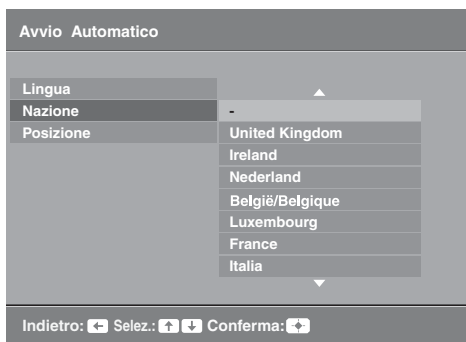 Avvio Automatico
Lingua
Nazione
Posizione
-
United Kingdom
Ireland
Nederland
België/Belgique
Luxembourg
France
Italia
Indietro: Selez.: Conferma: